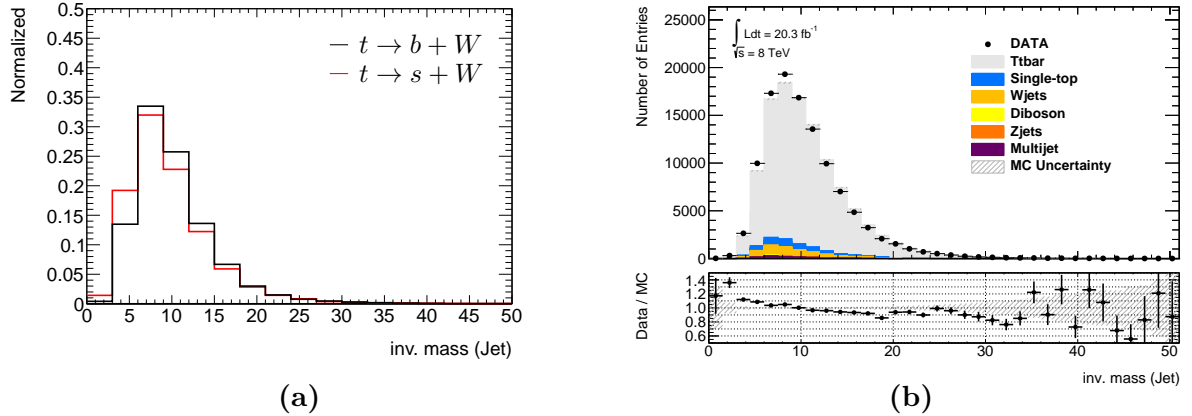 Normalized
0.5
0.45
0.4
0.35
0.3
0.25
0.2
0.15
0.1
0.05
0
t → b + W
t → s + W
0 5 10 15 20 25 30 35 40 45 50
inv. mass (Jet)
(a)
Number of Entries
25000
20000
15000
10000
5000
0
∫ Ldt = 20.3 fb⁻¹
√s = 8 TeV
DATA
Ttbar
Single-top
Wjets
Diboson
Zjets
Multijet
MC Uncertainty
Data / MC
1.4
1.2
1.0
0.8
0.6
0 10 20 30 40 50
inv. mass (Jet)
(b)